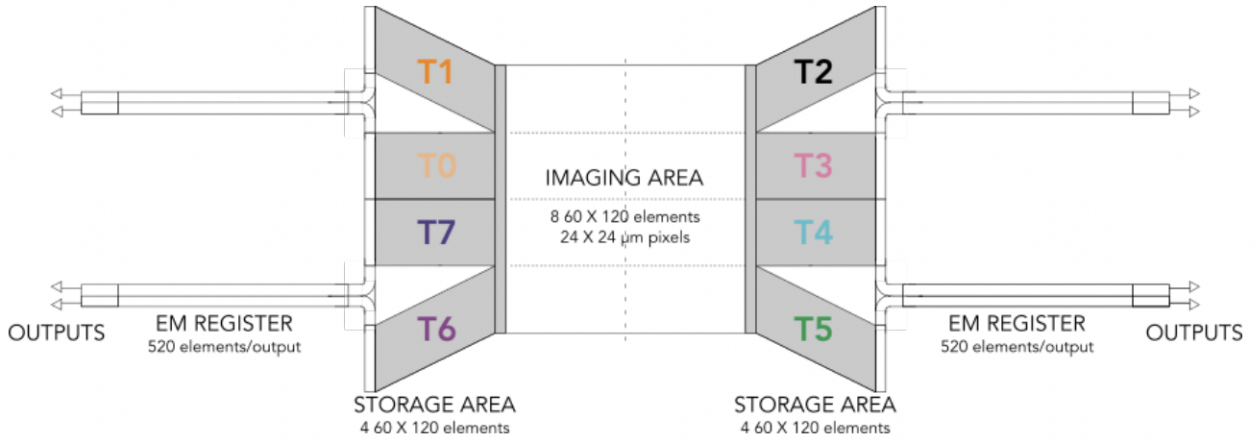 T1
T2
T0
T3
IMAGING AREA
8 60 X 120 elements
24 X 24 μm pixels
T7
T4
T6
T5
OUTPUTS
EM REGISTER
520 elements/output
EM REGISTER
520 elements/output
OUTPUTS
STORAGE AREA
4 60 X 120 elements
STORAGE AREA
4 60 X 120 elements